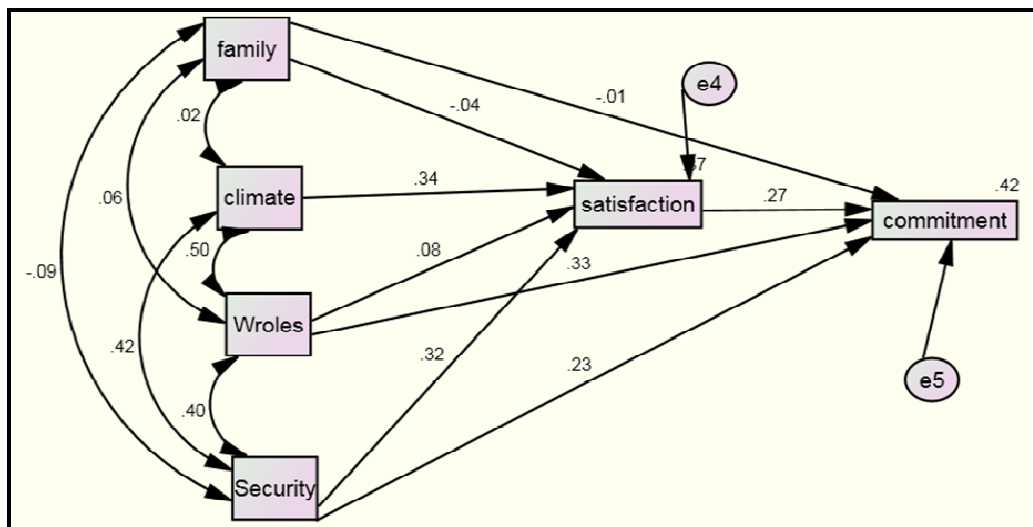 family
e4
-.01
-.04
.02
climate
.34
satisfaction
.27
.42
commitment
.06
.50
.08
.33
-.09
Wroles
.42
.32
.23
e5
.40
Security